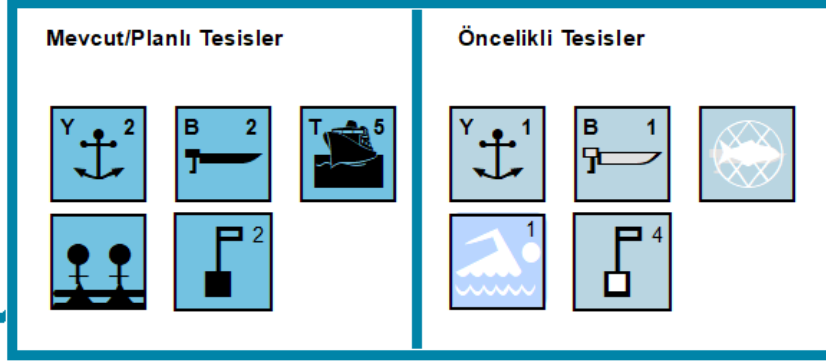 Mevcut/Planlı Tesisler
Öncelikli Tesisler
Y 2
B 2
T 5
Y 1
B 1
2
1
4